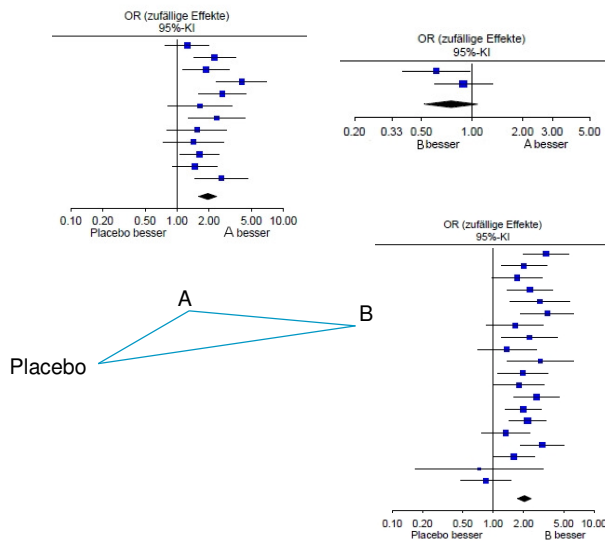 OR (zufällige Effekte)
95%-KI
0.10 0.20 0.50 1.00 2.00 5.00 10.00
Placebo besser A besser
OR (zufällige Effekte)
95%-KI
0.20 0.33 0.50 1.00 2.00 3.00 5.00
B besser A besser
A
B
Placebo
OR (zufällige Effekte)
95%-KI
0.10 0.20 0.50 1.00 2.00 5.00 10.00
Placebo besser B besser